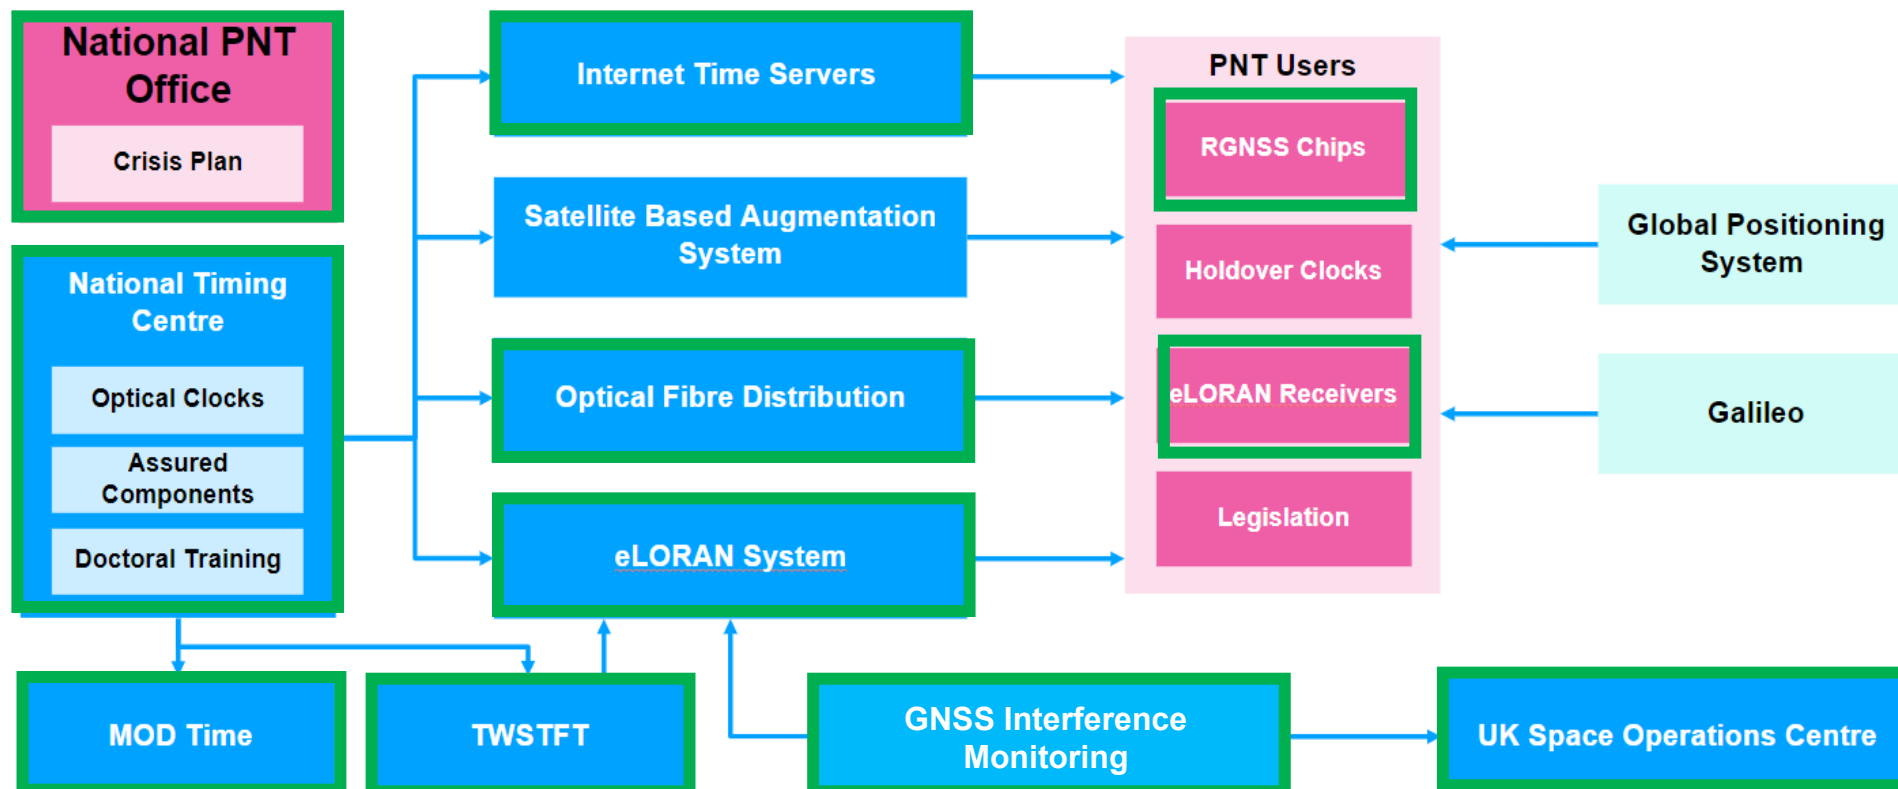 National PNT
Office
Crisis Plan
National Timing
Centre
Optical Clocks
Assured
Components
Doctoral Training
Internet Time Servers
Satellite Based Augmentation
System
Optical Fibre Distribution
eLORAN System
PNT Users
RGNSS Chips
Holdover Clocks
eLORAN Receivers
Legislation
Global Positioning
System
Galileo
MOD Time
TWSTFT
GNSS Interference
Monitoring
UK Space Operations Centre